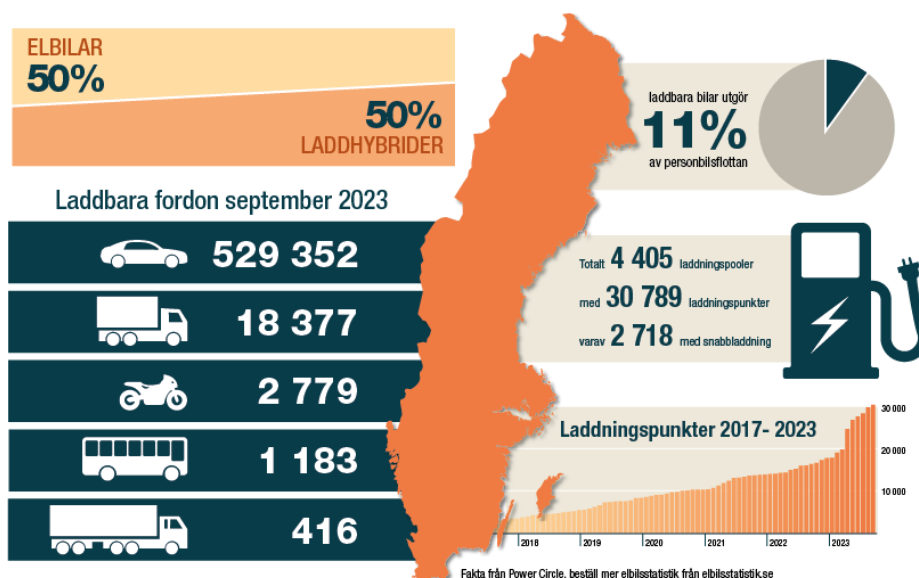 ELBILAR
50%
50%
LADDHYBRIDER
laddbara bilar utgör
11%
av personbilsflottan
Laddbara fordon september 2023
529 352
18 377
2 779
1 183
416
Totalt 4 405 laddningspooler
med 30 789 laddningspunkter
varav 2 718 med snabbladdning
Laddningspunkter 2017- 2023
30 000
20 000
10 000
2018 2019 2020 2021 2022 2023
Fakta från Power Circle, beställ mer elbilsstatistik från elbilsstatistik.se